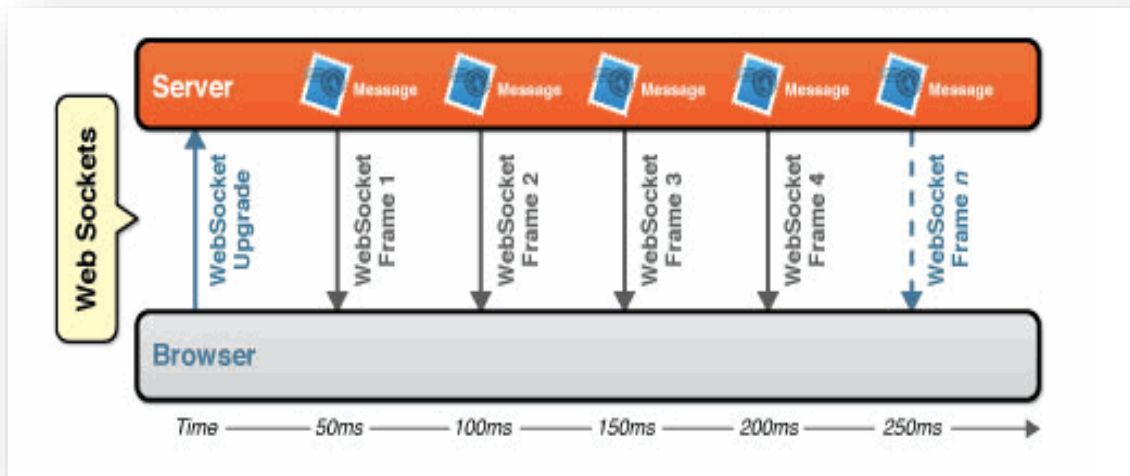 Web Sockets
Server
Message
Message
Message
Message
Message
WebSocket
Upgrade
WebSocket
Frame 1
WebSocket
Frame 2
WebSocket
Frame 3
WebSocket
Frame 4
WebSocket
Frame n
Browser
Time 50ms 100ms 150ms 200ms 250ms